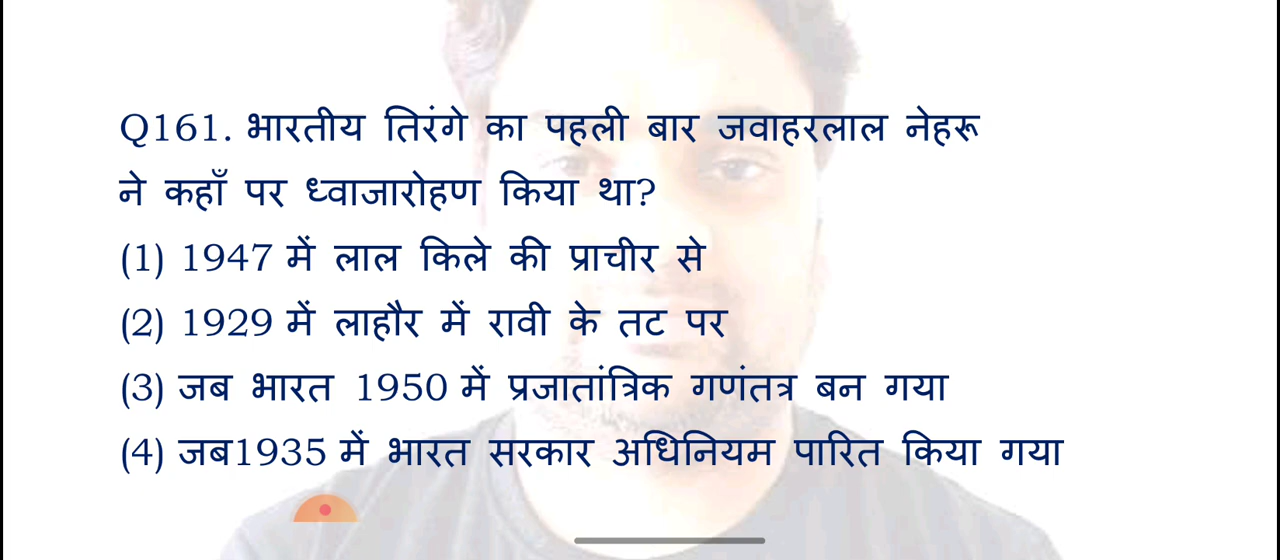 Q161. भारतीय तिरंगे का पहली बार जवाहरलाल नेहरू
ने कहाँ पर ध्वाजारोहण किया था?
(1) 1947 में लाल किले की प्राचीर से
(2) 1929 में लाहौर में रावी के तट पर
(3) जब भारत 1950 में प्रजातांत्रिक गणंतत्र बन गया
(4) जब1935 में भारत सरकार अधिनियम पारित किया गया